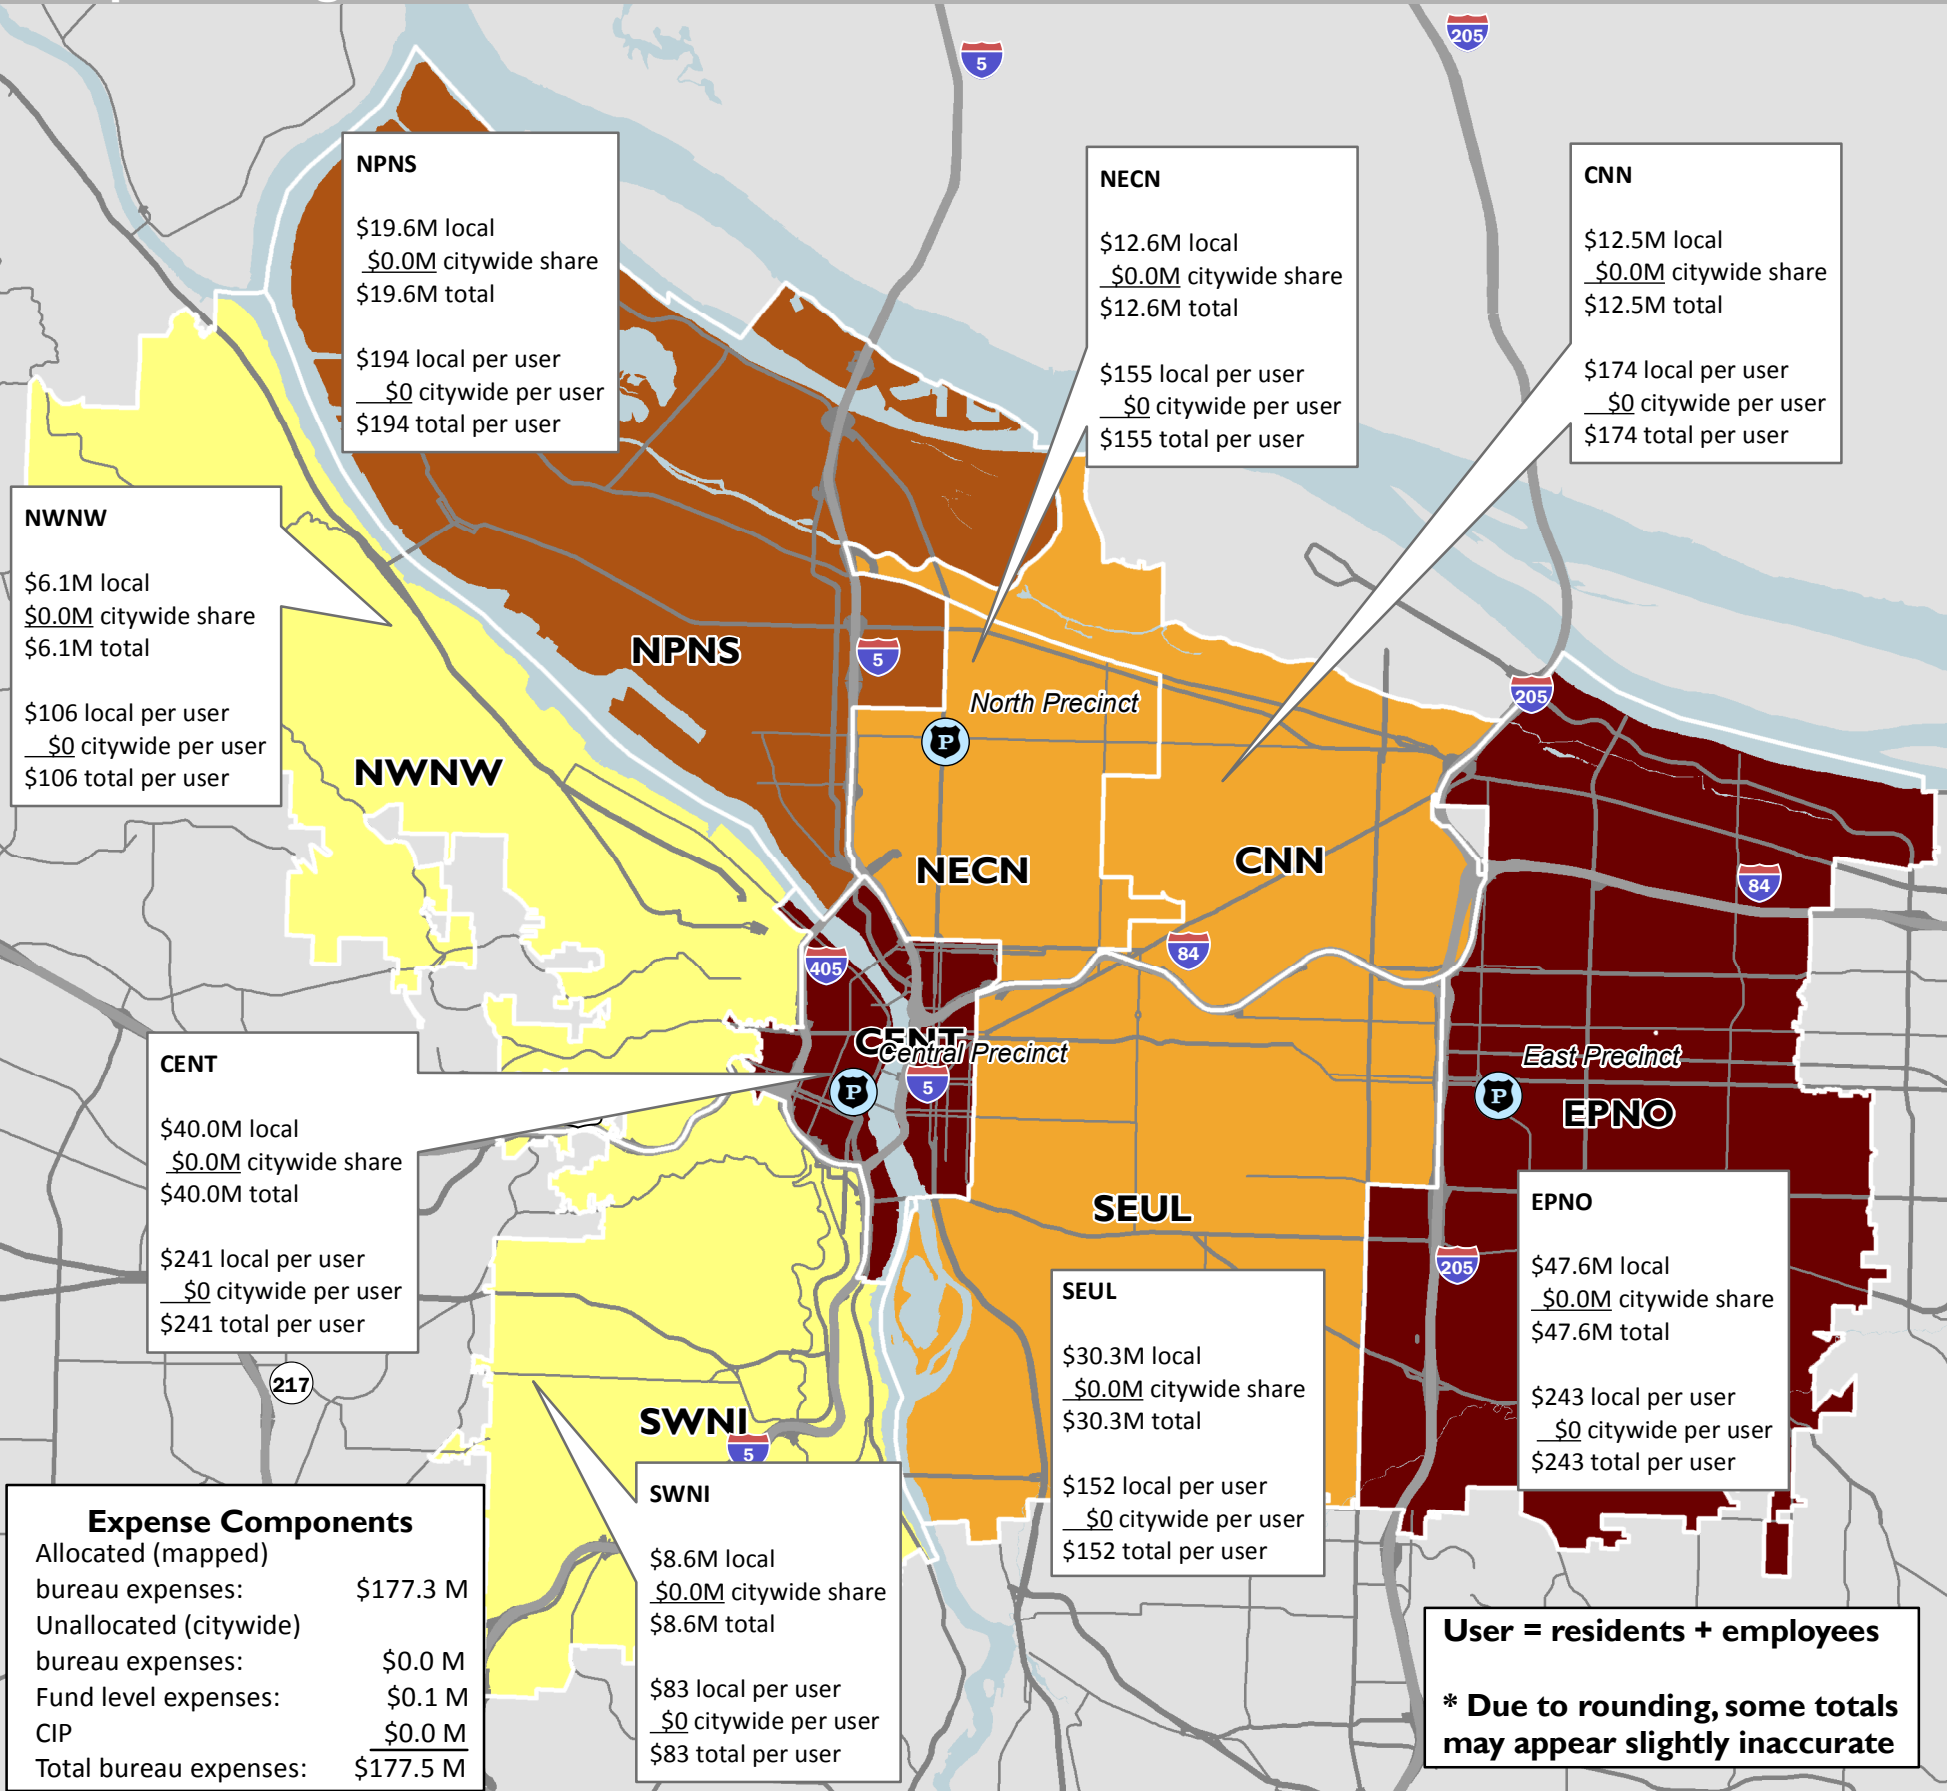 5
205
NPNS
$19.6M local
$0.0M citywide share
$19.6M total
$194 local per user
$0 citywide per user
$194 total per user
NECN
$12.6M local
$0.0M citywide share
$12.6M total
$155 local per user
$0 citywide per user
$155 total per user
CNN
$12.5M local
$0.0M citywide share
$12.5M total
$174 local per user
$0 citywide per user
$174 total per user
NWNW
$6.1M local
$0.0M citywide share
$6.1M total
$106 local per user
$0 citywide per user
$106 total per user
NPNS
5
205
North Precinct
P
NWNW
NECN
CNN
84
84
405
CENT
Central Precinct
P
5
East Precinct
P
EPNO
CENT
$40.0M local
$0.0M citywide share
$40.0M total
$241 local per user
$0 citywide per user
$241 total per user
SEUL
205
EPNO
$47.6M local
$0.0M citywide share
$47.6M total
$243 local per user
$0 citywide per user
$243 total per user
SEUL
$30.3M local
$0.0M citywide share
$30.3M total
$152 local per user
$0 citywide per user
$152 total per user
217
SWNI
5
SWNI
$8.6M local
$0.0M citywide share
$8.6M total
$83 local per user
$0 citywide per user
$83 total per user
Expense Components
Allocated (mapped)
bureau expenses: $177.3 M
Unallocated (citywide)
bureau expenses: $0.0 M
Fund level expenses: $0.1 M
CIP $0.0 M
Total bureau expenses: $177.5 M
User = residents + employees
* Due to rounding, some totals
may appear slightly inaccurate